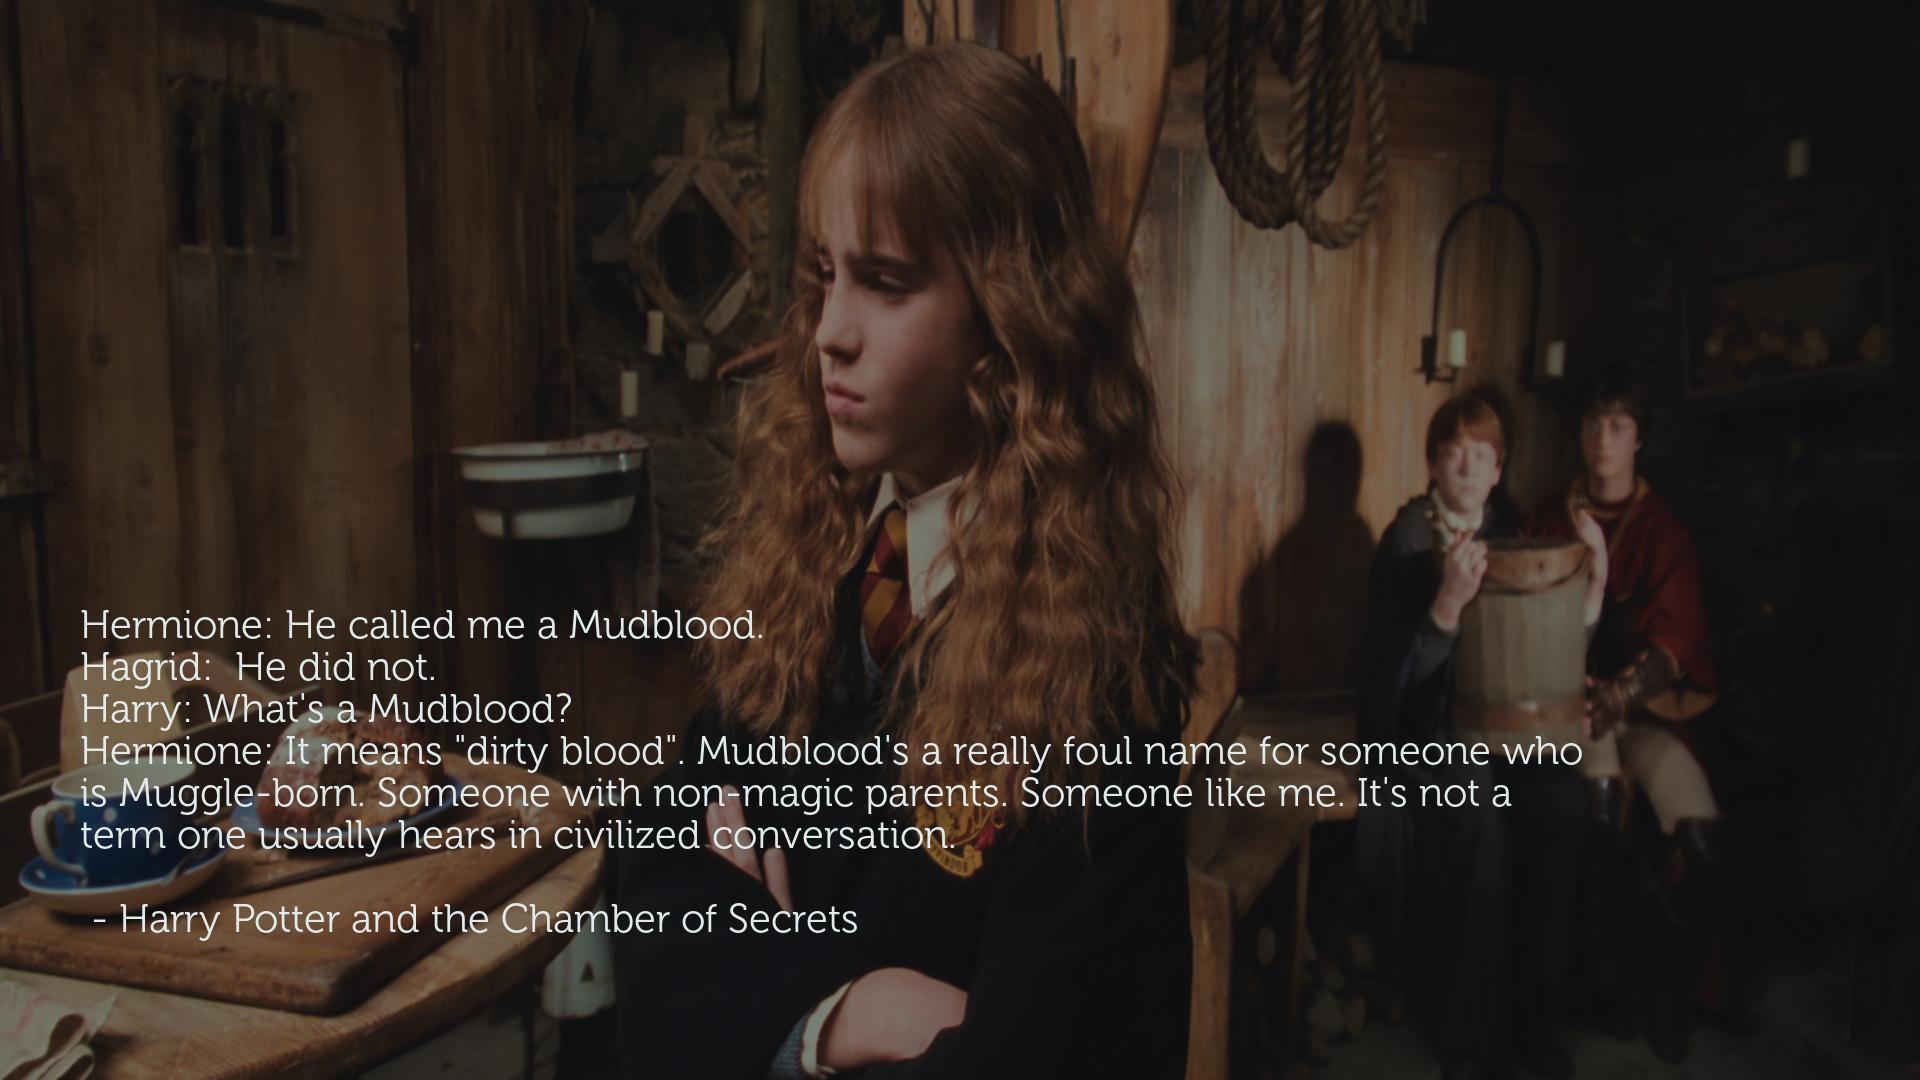 Hermione: He called me a Mudblood.
Hagrid:  He did not.
Harry: What's a Mudblood?
Hermione: It means "dirty blood". Mudblood's a really foul name for someone who
is Muggle-born. Someone with non-magic parents. Someone like me. It's not a
term one usually hears in civilized conversation.
- Harry Potter and the Chamber of Secrets